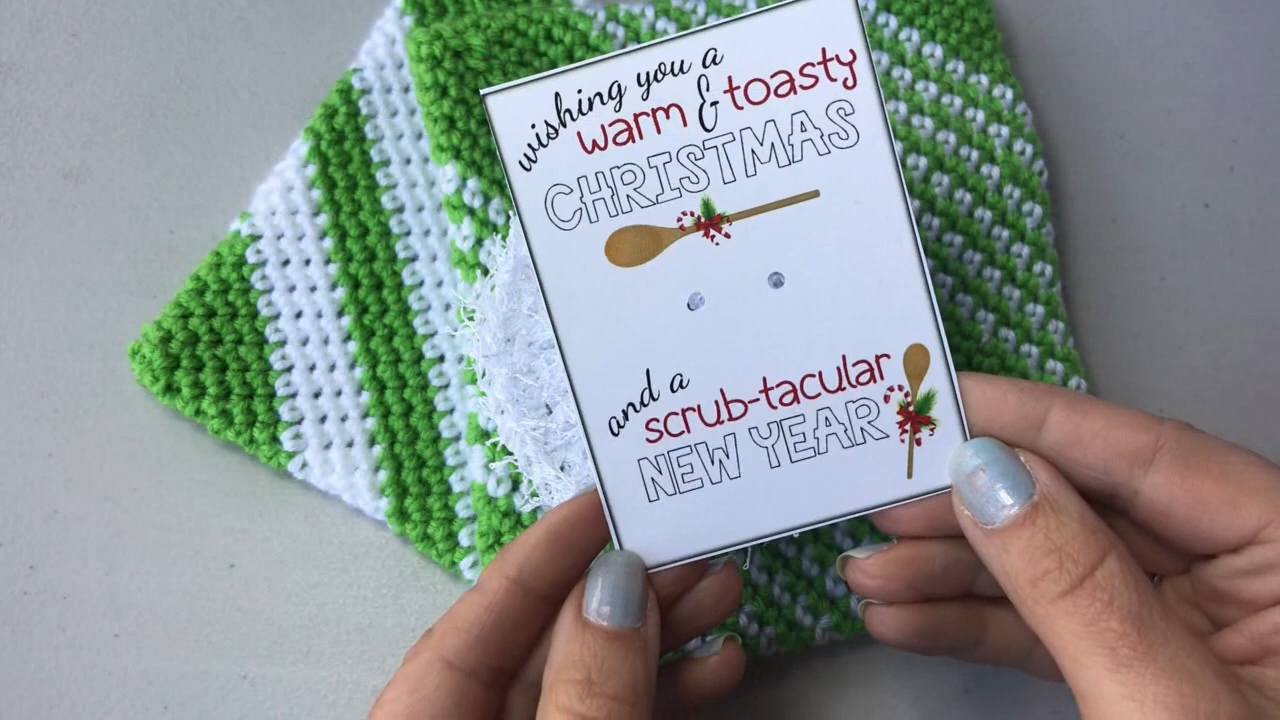 wishing you a
warm & toasty
CHRISTMAS
and a
scrub-tacular
NEW YEAR